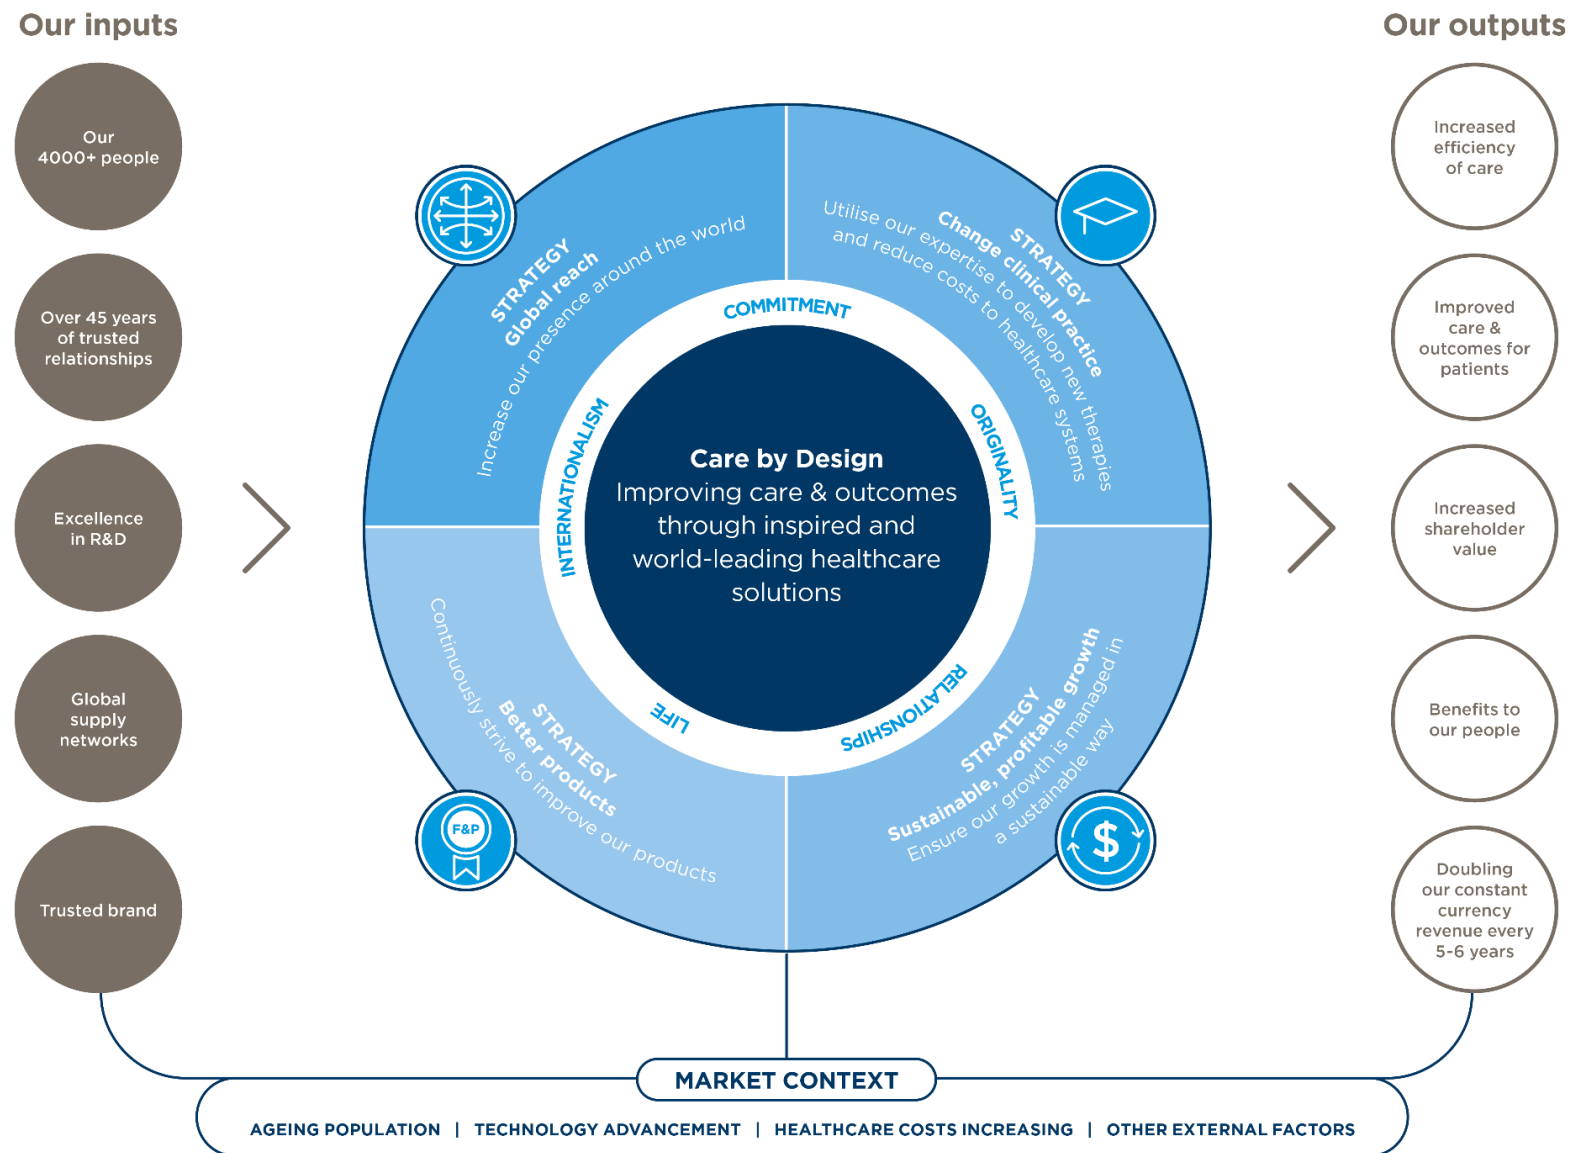 Our inputs
Our
4000+ people
Over 45 years
of trusted
relationships
Excellence
in R&D
Global
supply
networks
Trusted brand
STRATEGY
Global reach
Increase our presence around the world
STRATEGY
Change clinical practice
Utilise our expertise to develop new therapies
and reduce costs to healthcare systems
COMMITMENT
ORIGINALITY
RELATIONSHIPS
LIFE
INTERNATIONALISM
Care by Design
Improving care & outcomes
through inspired and
world-leading healthcare
solutions
STRATEGY
Better products
Continuously strive to improve our products
F&P
STRATEGY
Sustainable, profitable growth
Ensure our growth is managed in
a sustainable way
$
Our outputs
Increased
efficiency
of care
Improved
care &
outcomes for
patients
Increased
shareholder
value
Benefits to
our people
Doubling
our constant
currency
revenue every
5-6 years
MARKET CONTEXT
AGEING POPULATION | TECHNOLOGY ADVANCEMENT | HEALTHCARE COSTS INCREASING | OTHER EXTERNAL FACTORS